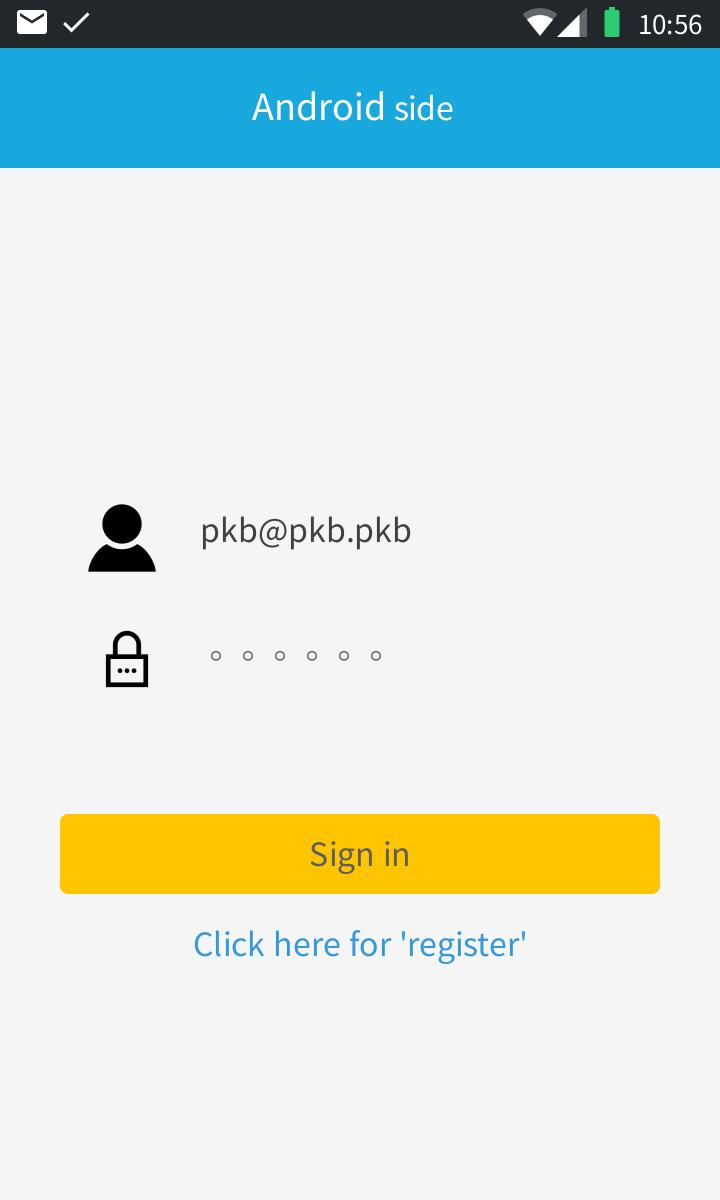 10:56
Android side
pkb@pkb.pkb
Sign in
Click here for 'register'